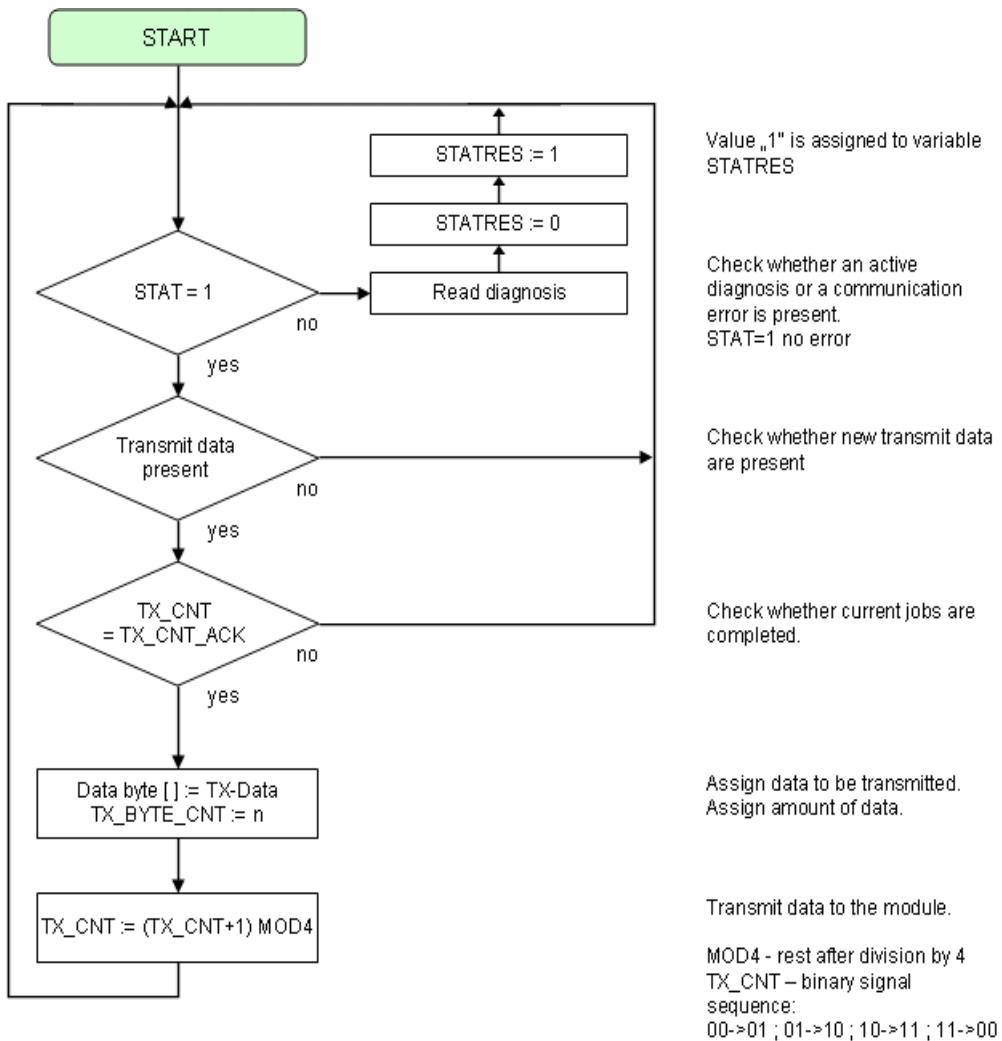 START
STATRES := 1
Value „1" is assigned to variable
STATRES
STATRES := 0
STAT = 1
Read diagnosis
no
Check whether an active
diagnosis or a communication
error is present.
STAT=1 no error
yes
Transmit data
present
no
Check whether new transmit data
are present
yes
TX_CNT
= TX_CNT_ACK
no
Check whether current jobs are
completed.
yes
Data byte [ ] := TX-Data
TX_BYTE_CNT := n
Assign data to be transmitted.
Assign amount of data.
TX_CNT := (TX_CNT+1) MOD4
Transmit data to the module.
MOD4 - rest after division by 4
TX_CNT – binary signal
sequence:
00->01 ; 01->10 ; 10->11 ; 11->00